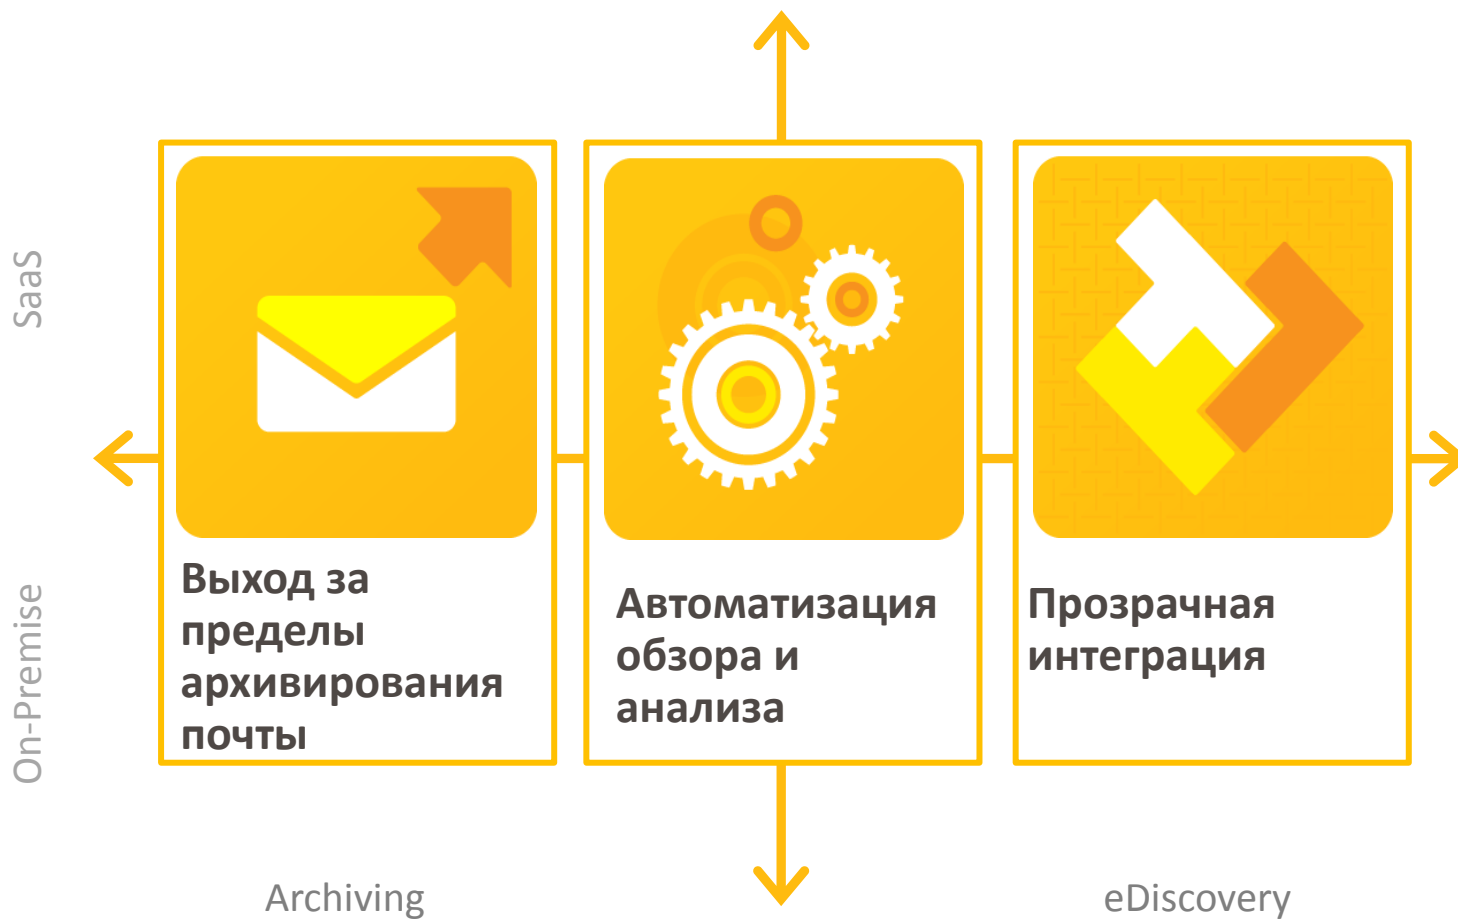 SaaS
On-Premise
Выход за
пределы
архивирования
почты
Автоматизация
обзора и
анализа
Прозрачная
интеграция
Archiving
eDiscovery